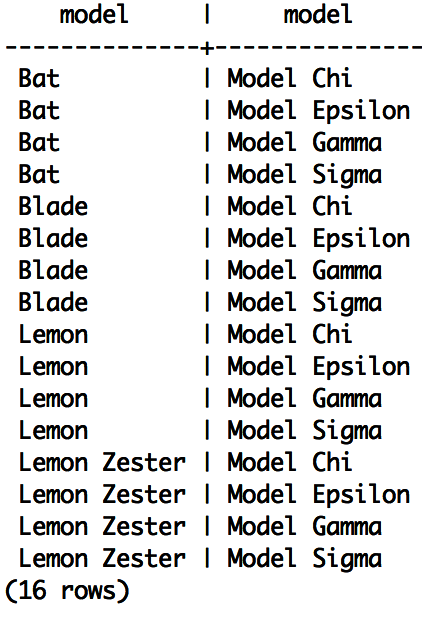 model     |     model
--------------+---------------
 Bat          | Model Chi
 Bat          | Model Epsilon
 Bat          | Model Gamma
 Bat          | Model Sigma
 Blade        | Model Chi
 Blade        | Model Epsilon
 Blade        | Model Gamma
 Blade        | Model Sigma
 Lemon        | Model Chi
 Lemon        | Model Epsilon
 Lemon        | Model Gamma
 Lemon        | Model Sigma
 Lemon Zester | Model Chi
 Lemon Zester | Model Epsilon
 Lemon Zester | Model Gamma
 Lemon Zester | Model Sigma
(16 rows)